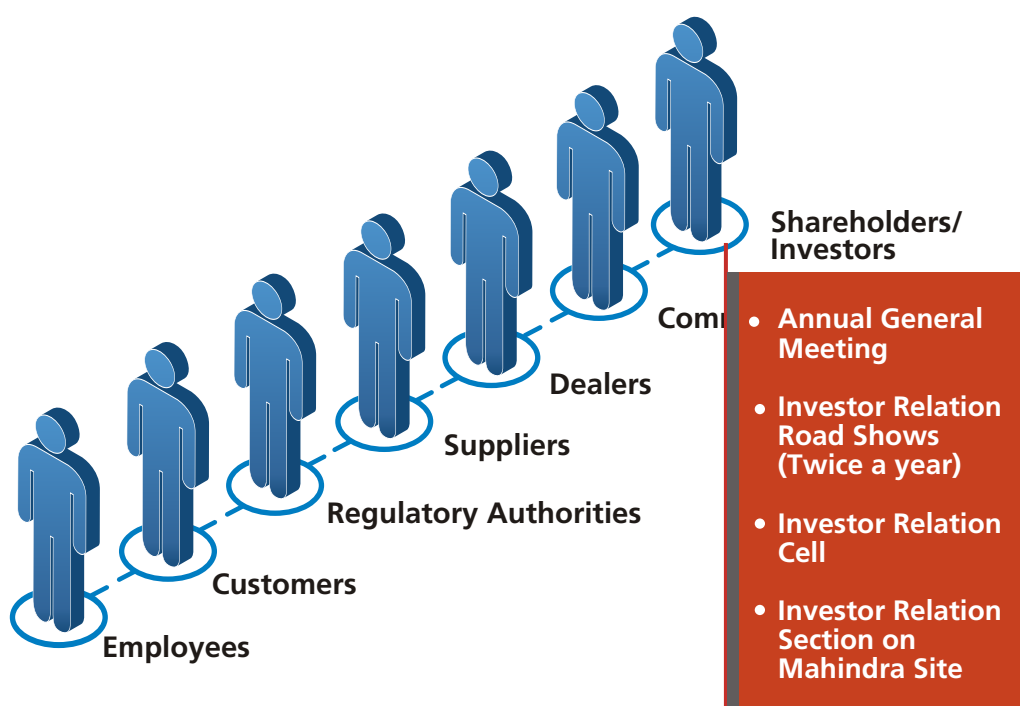 Shareholders/
Investors
• Annual General
Meeting
• Investor Relation
Road Shows
(Twice a year)
• Investor Relation
Cell
• Investor Relation
Section on
Mahindra Site
Dealers
Suppliers
Regulatory Authorities
Customers
Employees